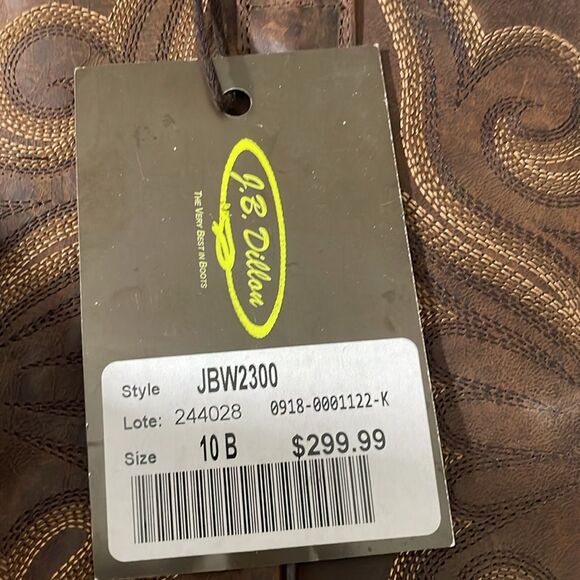 J.B. Dillon
THE VERY BEST IN BOOTS
Style JBW2300
Lote: 244028 0918-0001122-K
Size 10 B $299.99